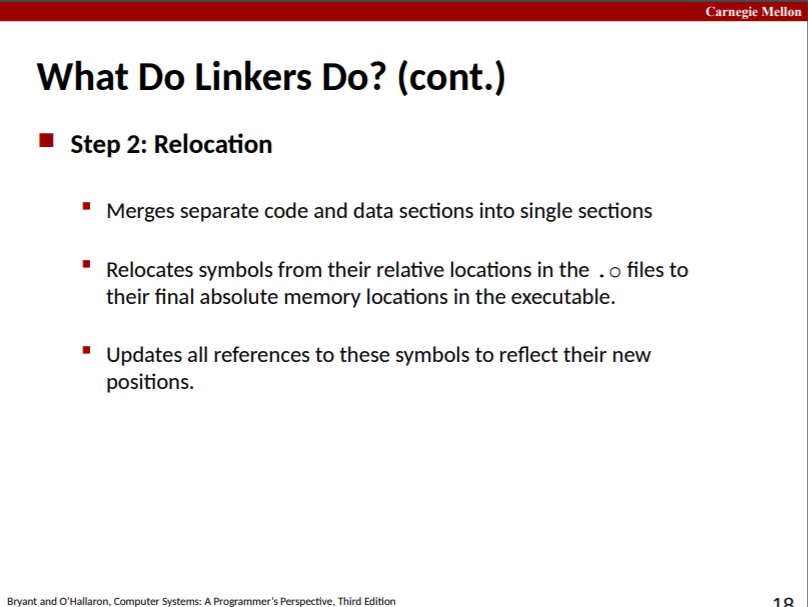 Carnegie Mellon
What Do Linkers Do? (cont.)
Step 2: Relocation
Merges separate code and data sections into single sections
Relocates symbols from their relative locations in the .o files to
their final absolute memory locations in the executable.
Updates all references to these symbols to reflect their new
positions.
Bryant and O’Hallaron, Computer Systems: A Programmer’s Perspective, Third Edition
18